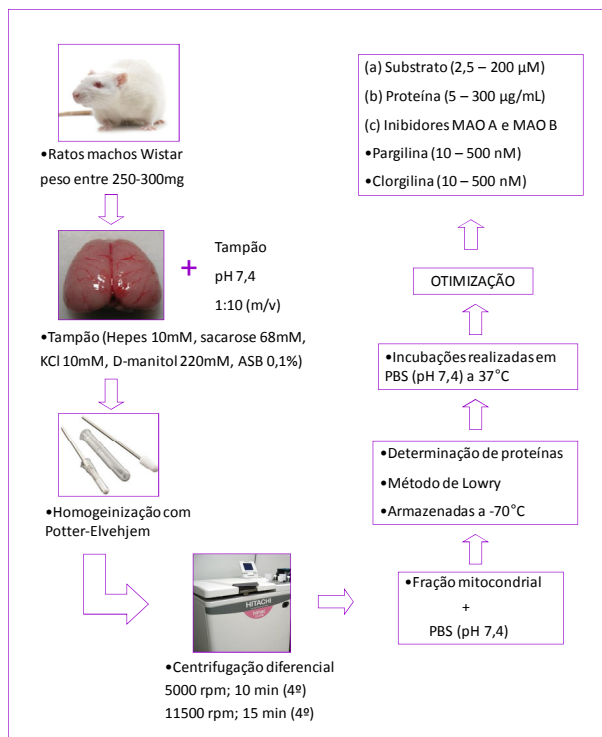 •Ratos machos Wistar
peso entre 250-300mg
+
Tampão
pH 7,4
1:10 (m/v)
•Tampão (Hepes 10mM, sacarose 68mM,
KCl 10mM, D-manitol 220mM, ASB 0,1%)
•Homogeinização com
Potter-Elvehjem
HITACHI
•Centrifugação diferencial
5000 rpm; 10 min (4º)
11500 rpm; 15 min (4º)
•Fração mitocondrial
+
PBS (pH 7,4)
•Determinação de proteínas
•Método de Lowry
•Armazenadas a -70°C
•Incubações realizadas em
PBS (pH 7,4) a 37°C
OTIMIZAÇÃO
(a) Substrato (2,5 – 200 µM)
(b) Proteína (5 – 300 µg/mL)
(c) Inibidores MAO A e MAO B
•Pargilina (10 – 500 nM)
•Clorgilina (10 – 500 nM)